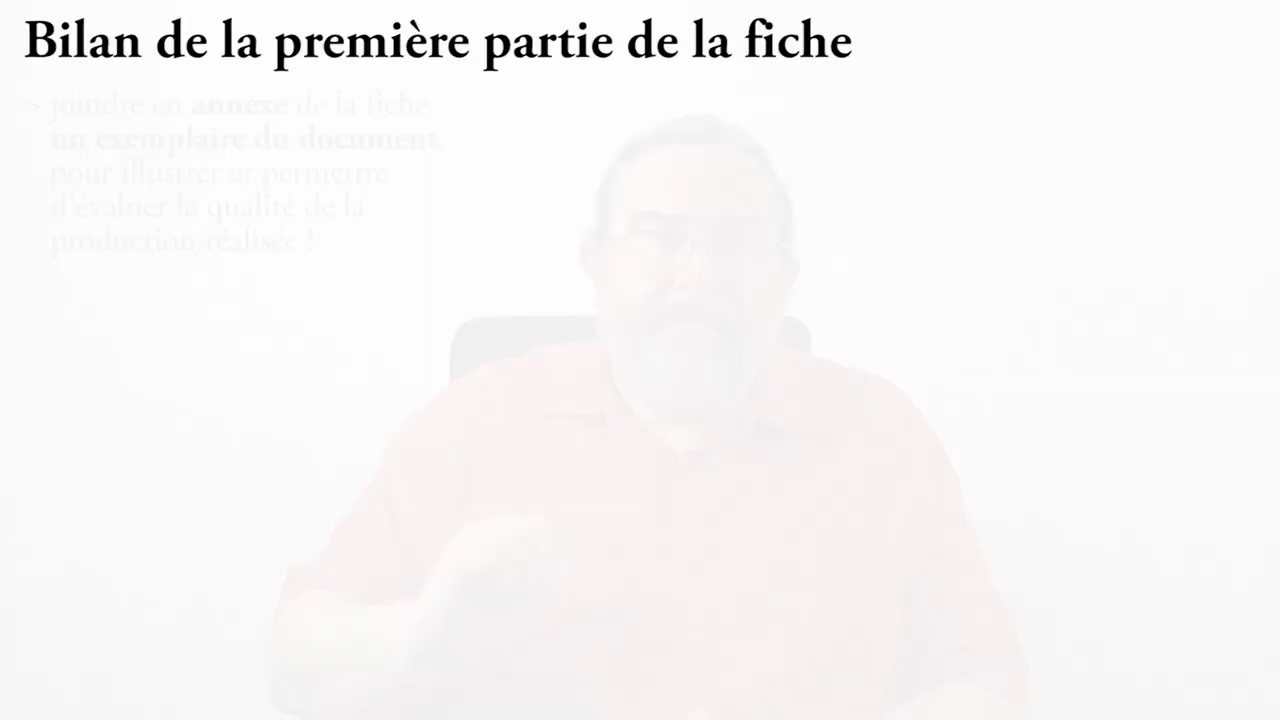 Bilan de la première partie de la fiche
> joindre en annexe de la fiche
un exemplaire du document,
pour illustrer et permettre
d'évaluer la qualité de la
production réalisée !